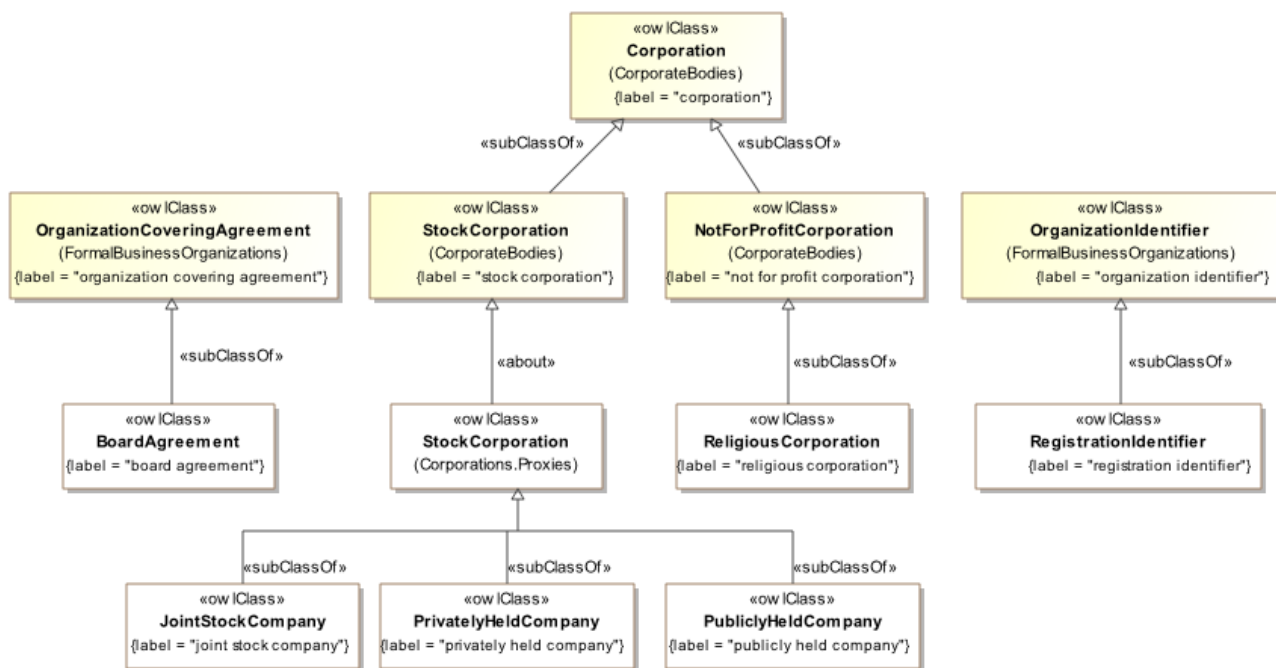 «owlClass»
Corporation
(CorporateBodies)
{label = "corporation"}
«subClassOf»
«subClassOf»
«owlClass»
OrganizationCoveringAgreement
(FormalBusinessOrganizations)
{label = "organization covering agreement"}
«owlClass»
StockCorporation
(CorporateBodies)
{label = "stock corporation"}
«owlClass»
NotForProfitCorporation
(CorporateBodies)
{label = "not for profit corporation"}
«owlClass»
OrganizationIdentifier
(FormalBusinessOrganizations)
{label = "organization identifier"}
«subClassOf»
«about»
«subClassOf»
«subClassOf»
«owlClass»
BoardAgreement
{label = "board agreement"}
«owlClass»
StockCorporation
(Corporations.Proxies)
«owlClass»
ReligiousCorporation
{label = "religious corporation"}
«owlClass»
RegistrationIdentifier
{label = "registration identifier"}
«subClassOf»
«subClassOf»
«subClassOf»
«owlClass»
JointStockCompany
{label = "joint stock company"}
«owlClass»
PrivatelyHeldCompany
{label = "privately held company"}
«owlClass»
PubliclyHeldCompany
{label = "publicly held company"}